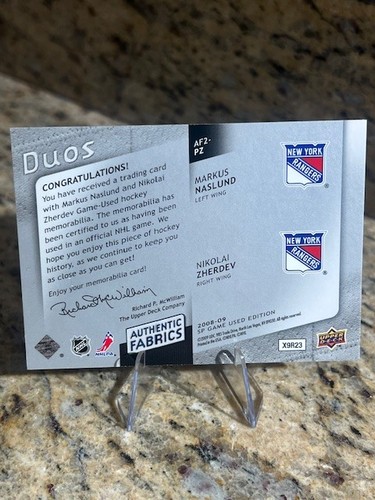 Duos
CONGRATULATIONS!
You have received a trading card
with Markus Naslund and Nikolai
Zherdev Game-Used hockey
memorabilia. The memorabilia has
been certified to us as having been
used in an official NHL game. We
hope you enjoy this piece of hockey
history, as we continue to keep you
as close as you can get!
Enjoy your memorabilia card!
Richard P. McWilliam
The Upper Deck Company
AUTHENTIC
FABRICS
NHLPA
AF2-
PZ
MARKUS
NASLUND
LEFT WING
NEW YORK
RANGERS
NIKOLAI
ZHERDEV
RIGHT WING
NEW YORK
RANGERS
2008-09
SP GAME USED EDITION
X9R23
UPPER DECK